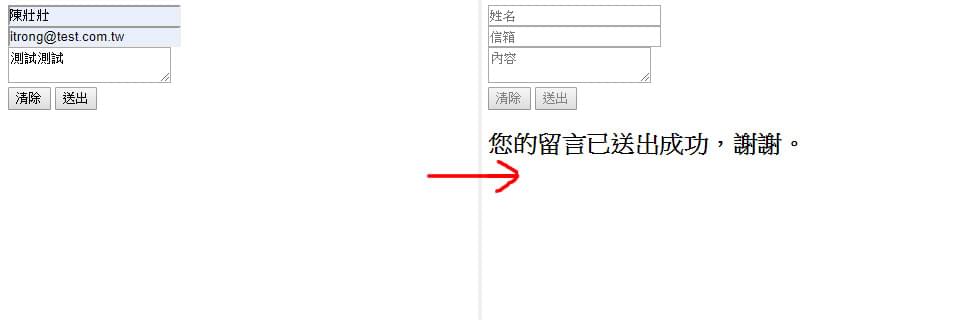 陳壯壯
itrong@test.com.tw
測試測試
清除 送出
姓名
信箱
內容
清除 送出
您的留言已送出成功，謝謝。